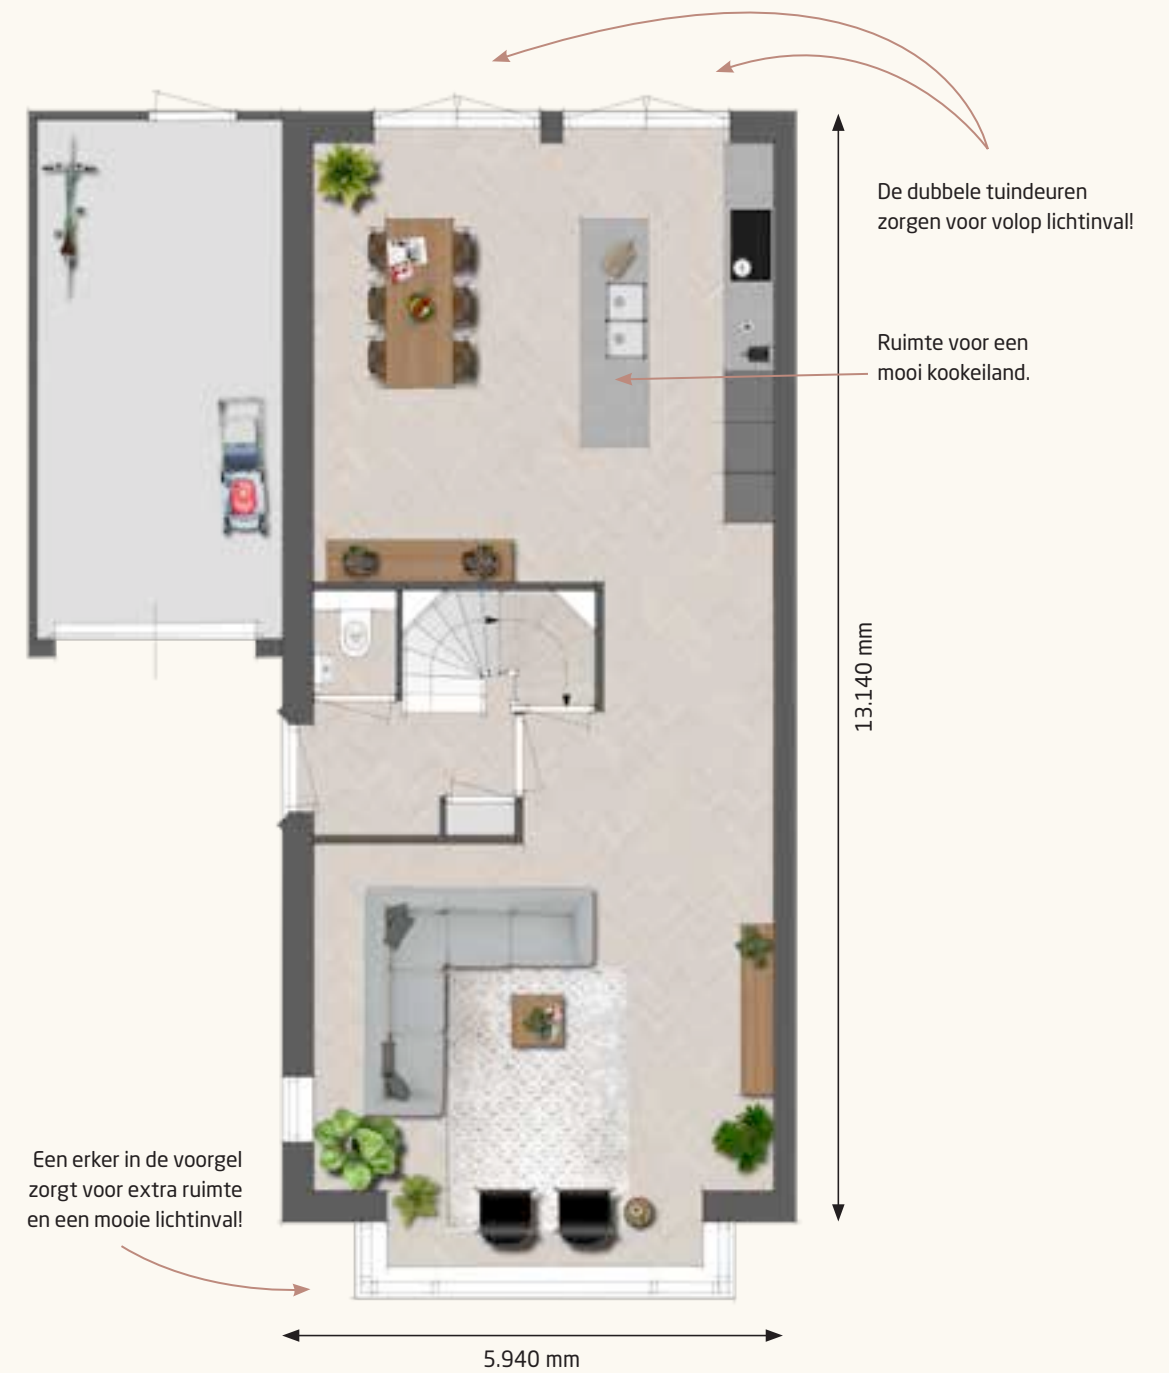 De dubbele tuindeuren
zorgen voor volop lichtinval!
Ruimte voor een
mooi kookeiland.
13.140 mm
Een erker in de voorgel
zorgt voor extra ruimte
en een mooie lichtinval!
5.940 mm